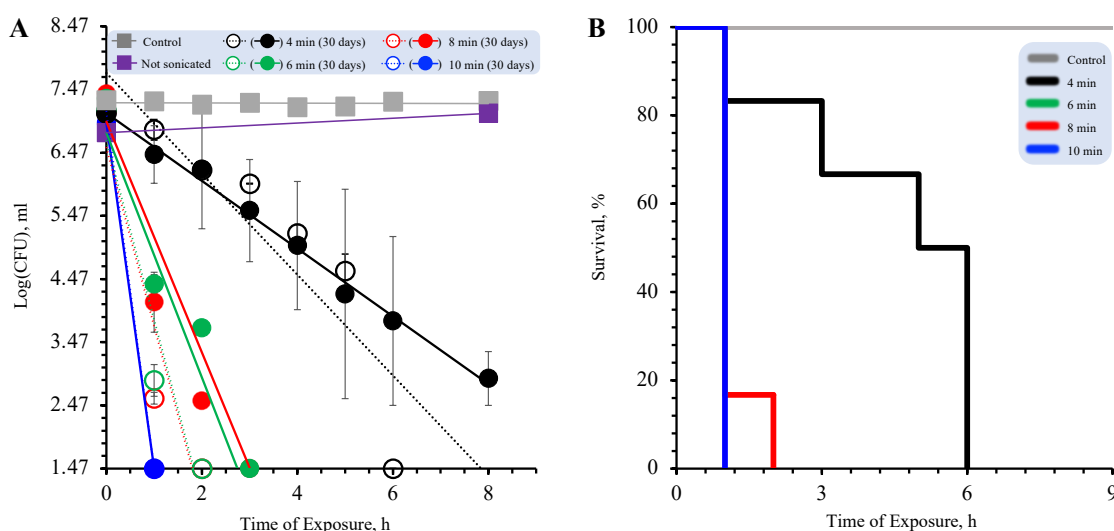 A
Log(CFU), ml
8.47
7.47
6.47
5.47
4.47
3.47
2.47
1.47
Control
(-) 4 min (30 days)
(-) 8 min (30 days)
Not sonicated
(-) 6 min (30 days)
(-) 10 min (30 days)
0 2 4 6 8
Time of Exposure, h
B
Survival, %
100
80
60
40
20
0
Control
4 min
6 min
8 min
10 min
0 3 6 9
Time of Exposure, h